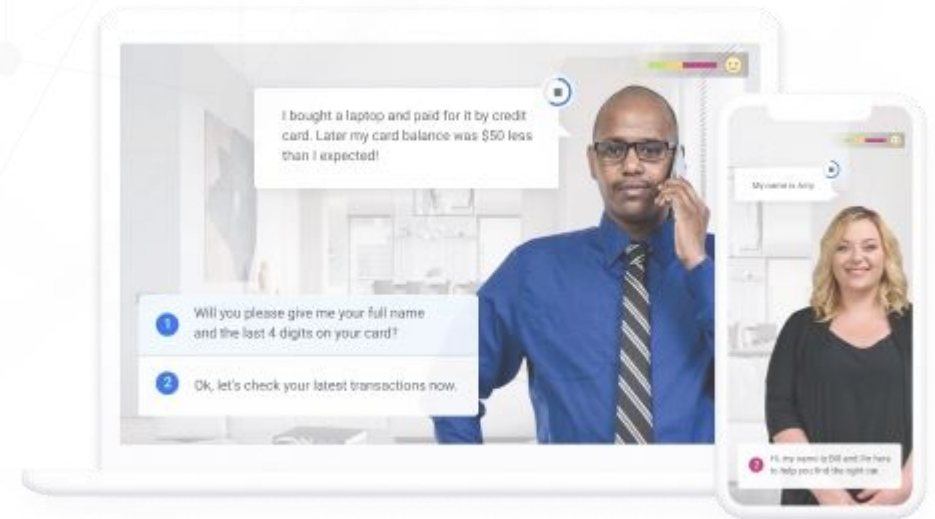 I bought a laptop and paid for it by credit
card. Later my card balance was $50 less
than I expected!
1
Will you please give me your full name
and the last 4 digits on your card?
2
Ok, let's check your latest transactions now.
My name is Amy
Hi, my name is Bill and I'm here
to help you find the right car.